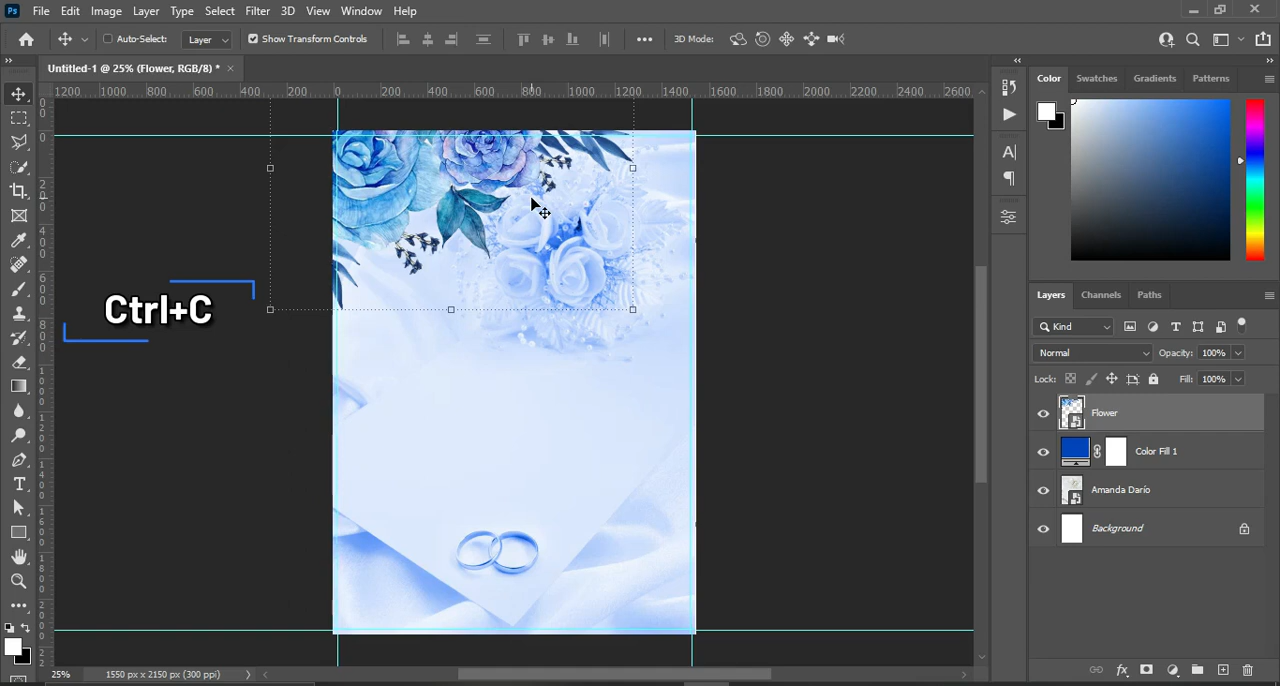 Ps File Edit Image Layer Type Select Filter 3D View Window Help
Auto-Select: Layer Show Transform Controls 3D Mode:
Untitled-1 @ 25% (Flower, RGB/8) *
1200 1000 800 600 400 200 0 200 400 600 800 1000 1200 1400 1600 1800 2000 2200 2400 2600
Color Swatches Gradients Patterns
Ctrl+C
Layers Channels Paths
Kind
Normal Opacity: 100%
Lock: Fill: 100%
Flower
Color Fill 1
Amanda Darío
Background
25% 1550 px x 2150 px (300 ppi)